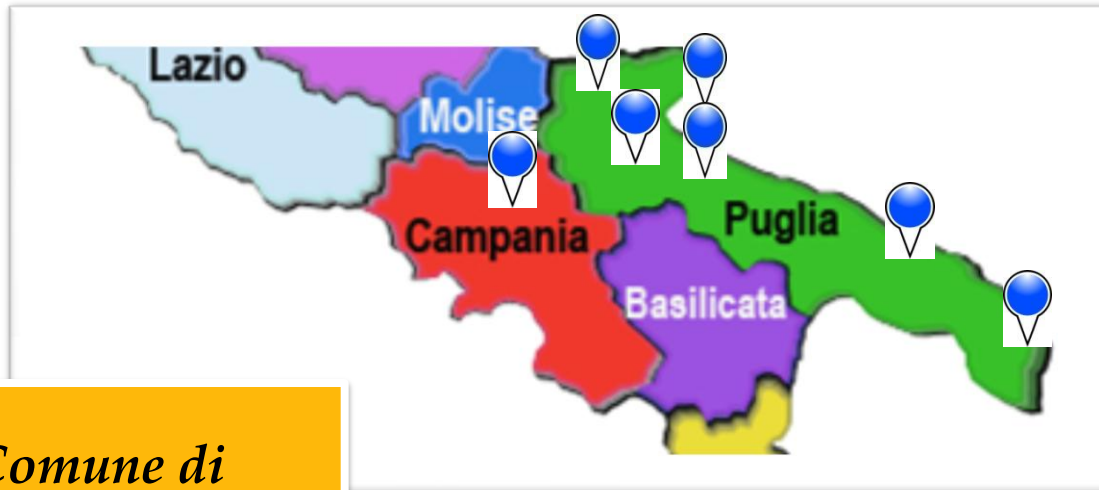 Lazio
Molise
Campania
Puglia
Basilicata
Comune di